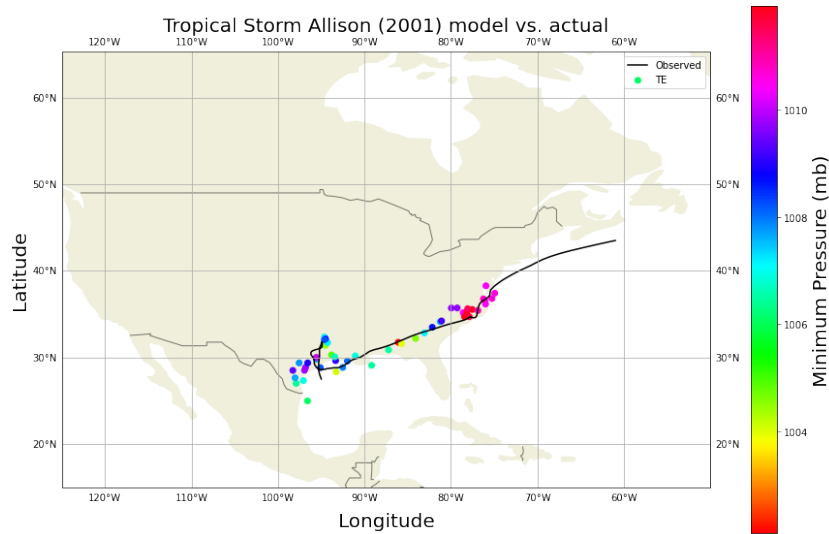 Tropical Storm Allison (2001) model vs. actual
120°W 110°W 100°W 90°W 80°W 70°W 60°W
Observed
TE
60°N 60°N
50°N 50°N
40°N 40°N
30°N 30°N
20°N 20°N
120°W 110°W 100°W 90°W 80°W 70°W 60°W
Longitude
Latitude
1010
1008
1006
1004
Minimum Pressure (mb)